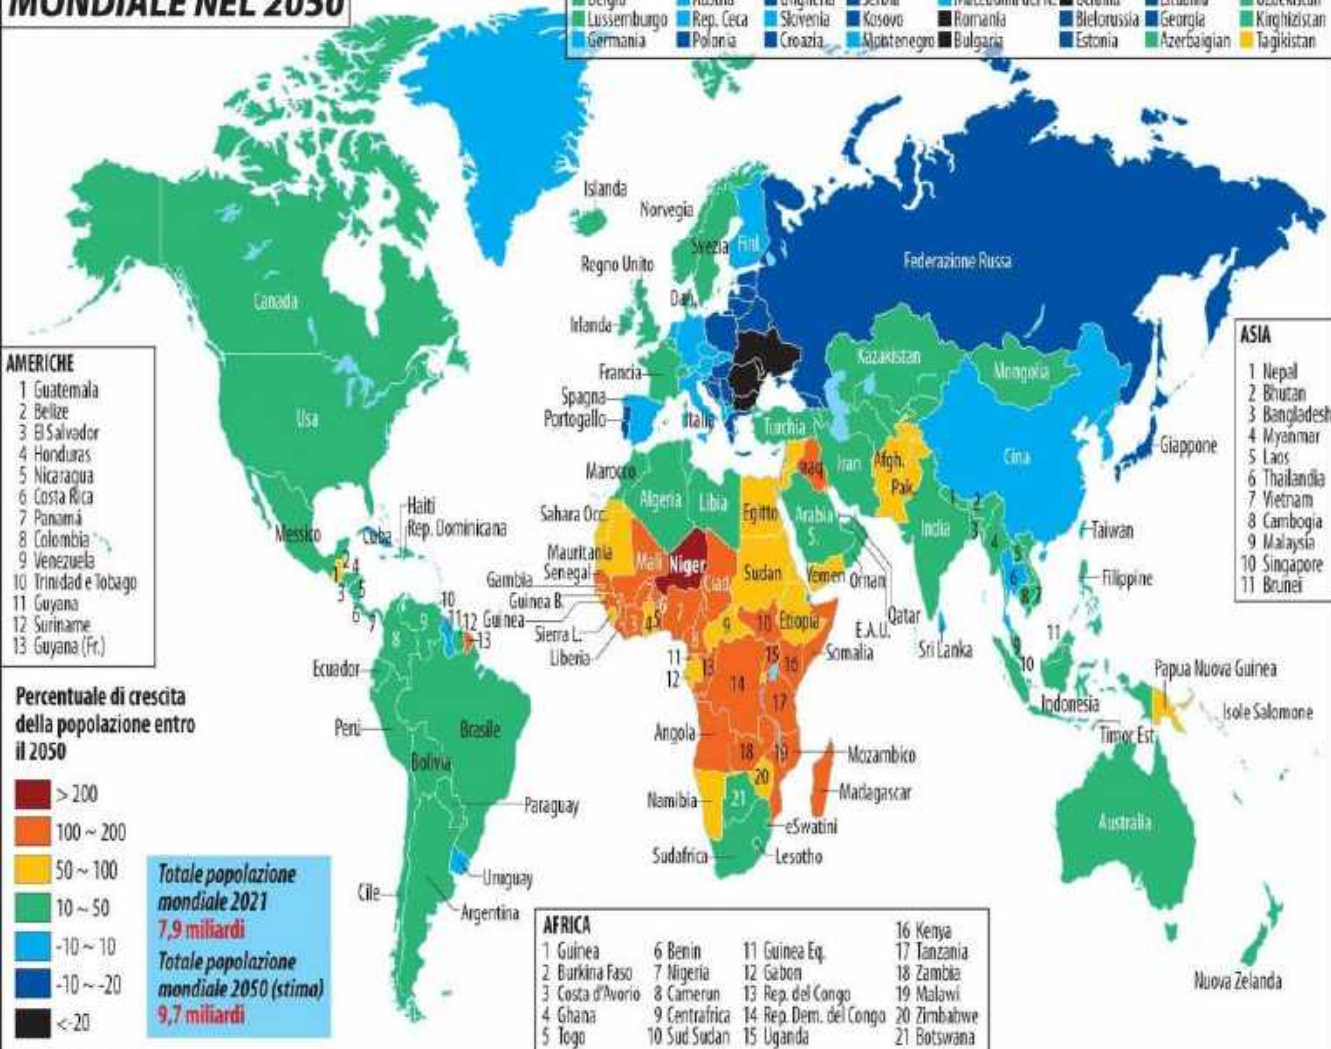 MONDIALE NEL 2050
Belgio Austria Ungheria Serbia
Lussemburgo Rep. Ceca Slovenia Kosovo Romania Bielorussia Georgia Kirghizistan
Germania Polonia Croazia Montenegro Bulgaria Estonia Azerbaigian Tagikistan
Islanda
Norvegia
Svezia
Finl.
Regno Unito
Dan.
Federazione Russa
Canada
Irlanda
Kazakistan
Mongolia
Francia
Spagna
Portogallo
Italia
Usa
Turchia
Cina
Giappone
Iraq
Iran
Afgh.
Pak.
Marocco
Algeria
Libia
Egitto
Arabia
S.
India
Haiti
Rep. Dominicana
Messico
Cuba
Sahara Occ.
Taiwan
Mauritania
Mali
Niger
Ciad
Sudan
Yemen
Oman
Senegal
Gambia
Guinea B.
Guinea
Filippine
Qatar
E.A.U.
Etiopia
Sierra L.
Liberia
Somalia
Sri Lanka
Ecuador
Papua Nuova Guinea
Indonesia
Isole Salomone
Timor Est
Perù
Brasile
Angola
Mozambico
Bolivia
Madagascar
Namibia
Paraguay
eSwatini
Australia
Sudafrica
Lesotho
Uruguay
Cile
Argentina
Nuova Zelanda
AMERICHE
1 Guatemala
2 Belize
3 El Salvador
4 Honduras
5 Nicaragua
6 Costa Rica
7 Panamá
8 Colombia
9 Venezuela
10 Trinidad e Tobago
11 Guyana
12 Suriname
13 Guyana (Fr.)
ASIA
1 Nepal
2 Bhutan
3 Bangladesh
4 Myanmar
5 Laos
6 Thailandia
7 Vietnam
8 Cambogia
9 Malaysia
10 Singapore
11 Brunei
Percentuale di crescita
della popolazione entro
il 2050
> 200
100 ~ 200
50 ~ 100
10 ~ 50
-10 ~ 10
-10 ~ -20
<-20
Totale popolazione
mondiale 2021
7,9 miliardi
Totale popolazione
mondiale 2050 (stima)
9,7 miliardi
AFRICA
1 Guinea
2 Burkina Faso
3 Costa d'Avorio
4 Ghana
5 Togo
6 Benin
7 Nigeria
8 Camerun
9 Centrafrica
10 Sud Sudan
11 Guinea Eq.
12 Gabon
13 Rep. del Congo
14 Rep. Dem. del Congo
15 Uganda
16 Kenya
17 Tanzania
18 Zambia
19 Malawi
20 Zimbabwe
21 Botswana